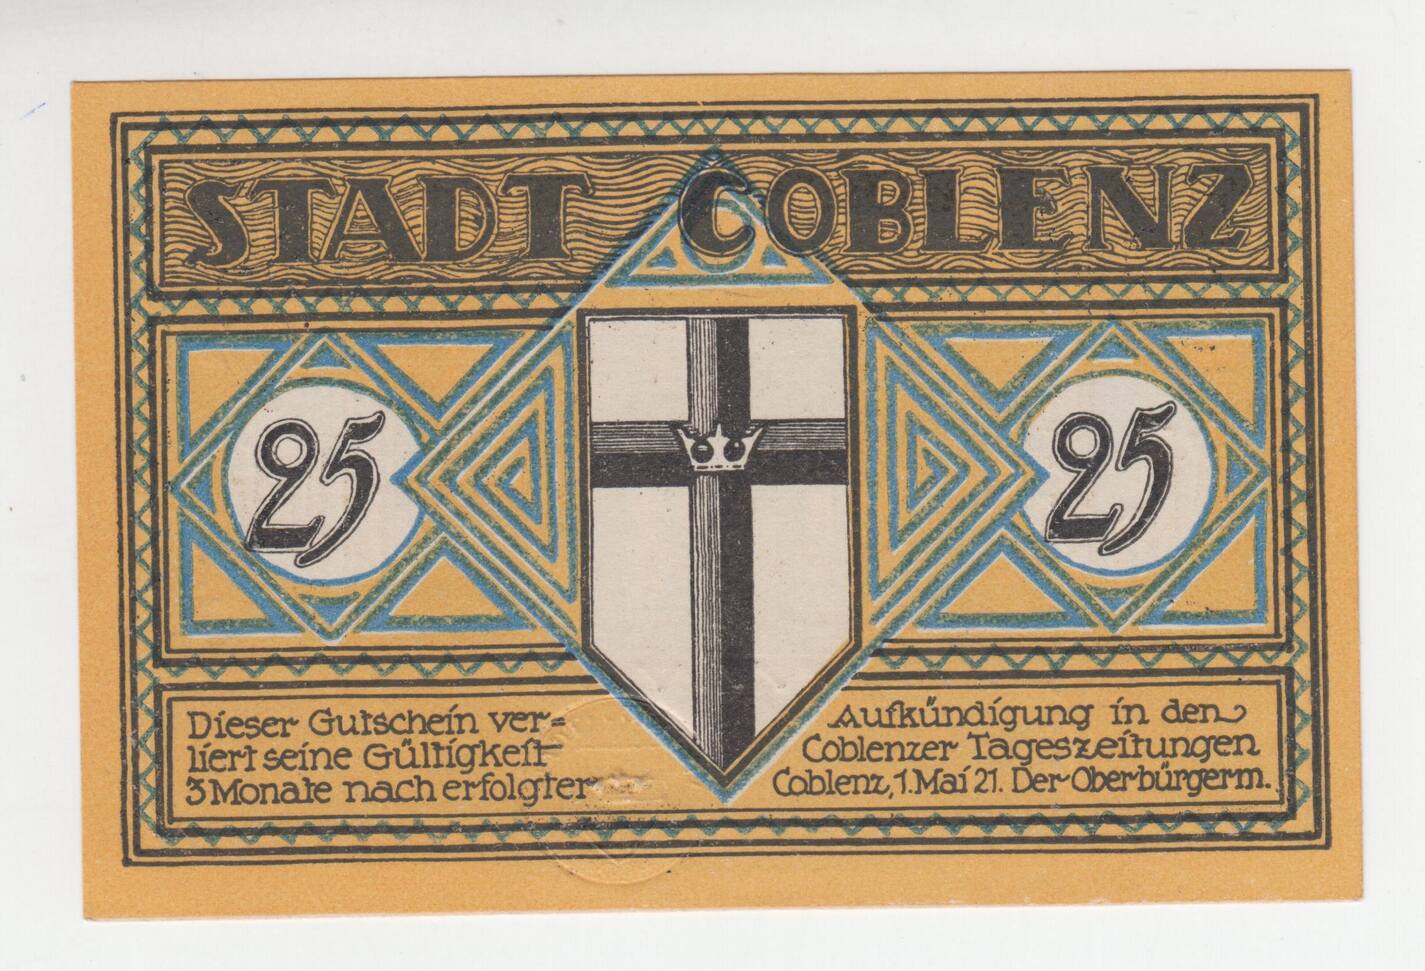 STADT COBLENZ
25
25
Dieser Gutschein ver=
liert seine Gültigkeit
3 Monate nach erfolgter
Aufkündigung in den
Coblenzer Tageszeitungen
Coblenz, 1. Mai 21. Der Oberbürgerm.